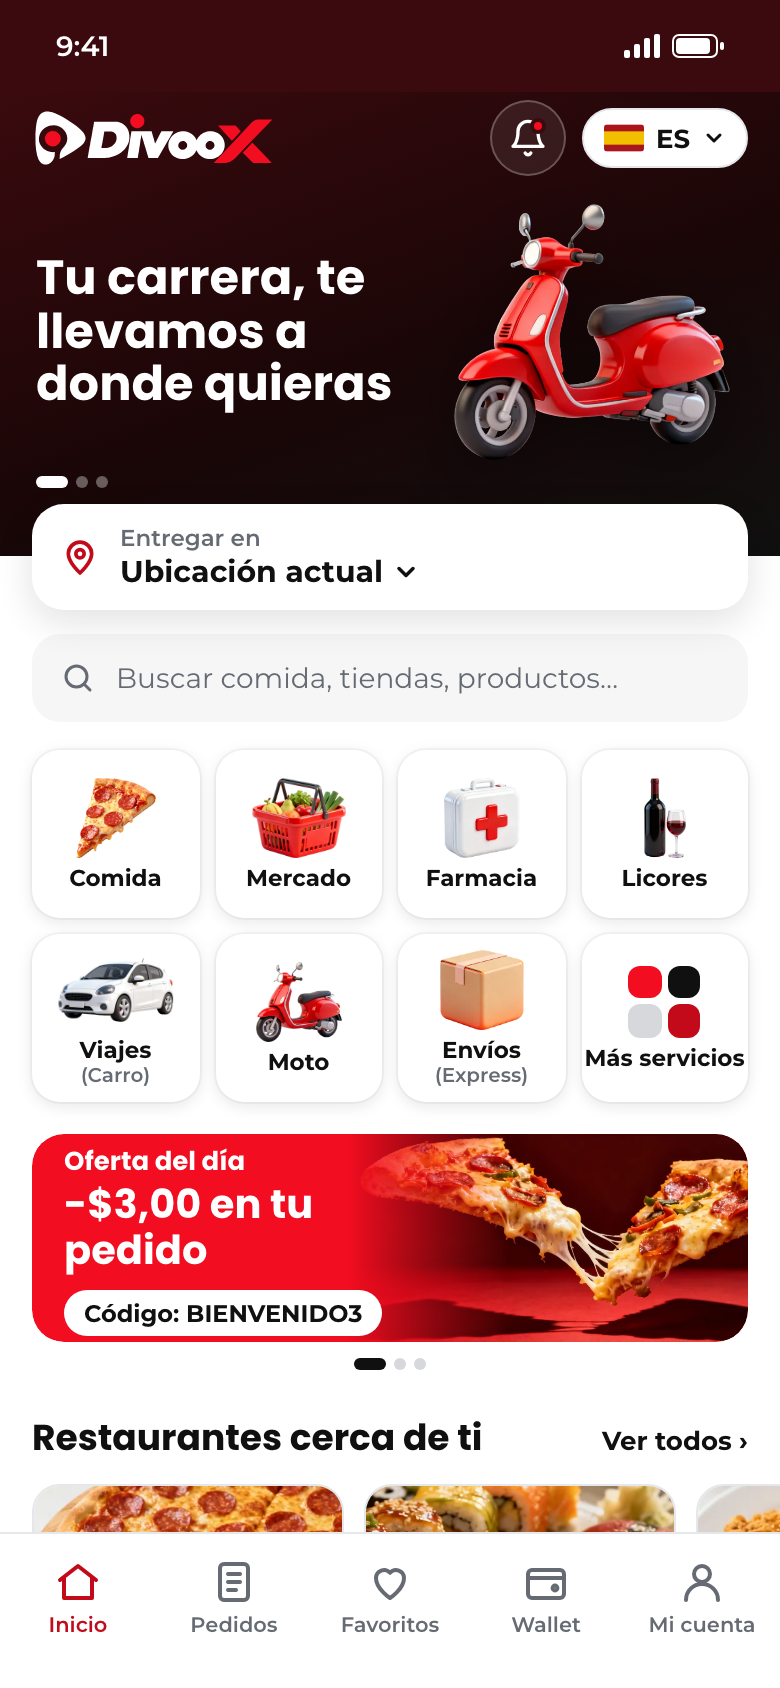 9:41
DivooX
ES
Tu carrera, te
llevamos a
donde quieras
Entregar en
Ubicación actual
Buscar comida, tiendas, productos...
Comida
Mercado
Farmacia
Licores
Viajes
(Carro)
Moto
Envíos
(Express)
Más servicios
Oferta del día
-$3,00 en tu
pedido
Código: BIENVENIDO3
Restaurantes cerca de ti
Ver todos ›
Inicio
Pedidos
Favoritos
Wallet
Mi cuenta